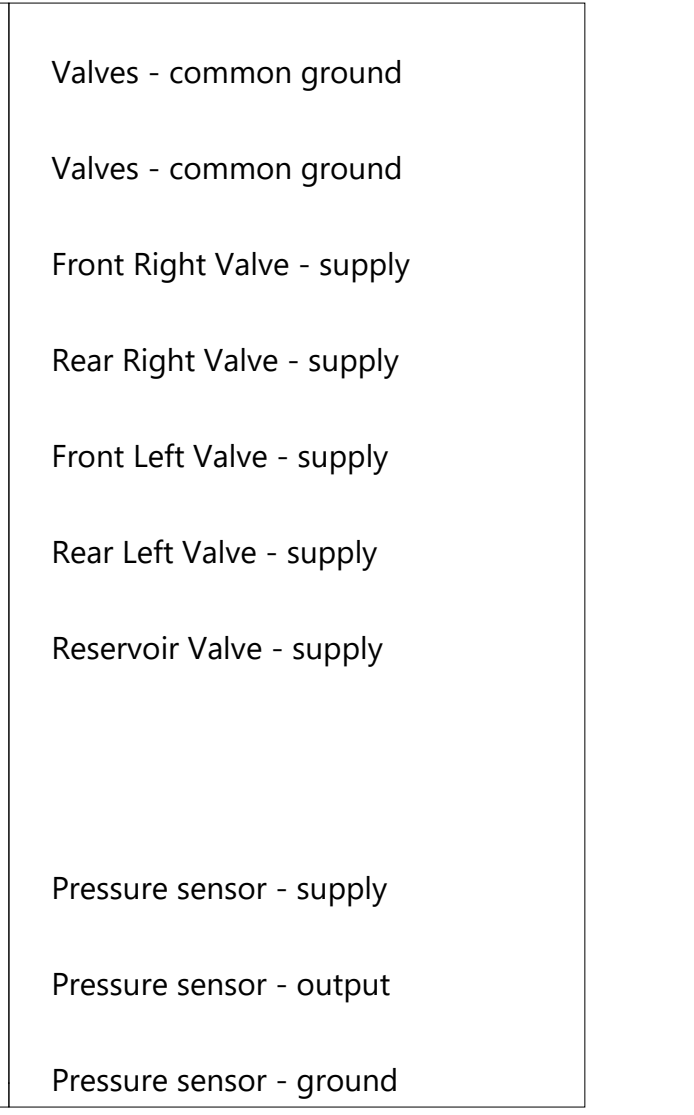 Valves - common ground
Valves - common ground
Front Right Valve - supply
Rear Right Valve - supply
Front Left Valve - supply
Rear Left Valve - supply
Reservoir Valve - supply
Pressure sensor - supply
Pressure sensor - output
Pressure sensor - ground